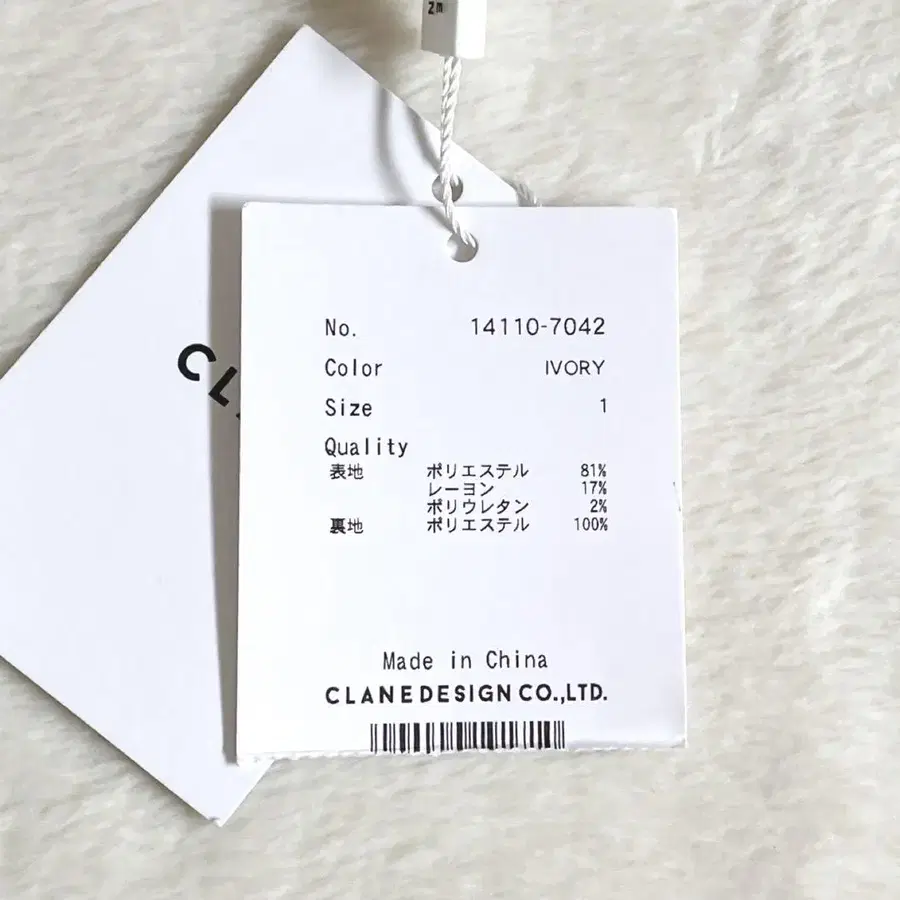 No. 14110-7042
Color IVORY
Size 1
Quality
表地 ポリエステル 81%
レーヨン 17%
ポリウレタン 2%
裏地 ポリエステル 100%
Made in China
CLANE DESIGN CO.,LTD.